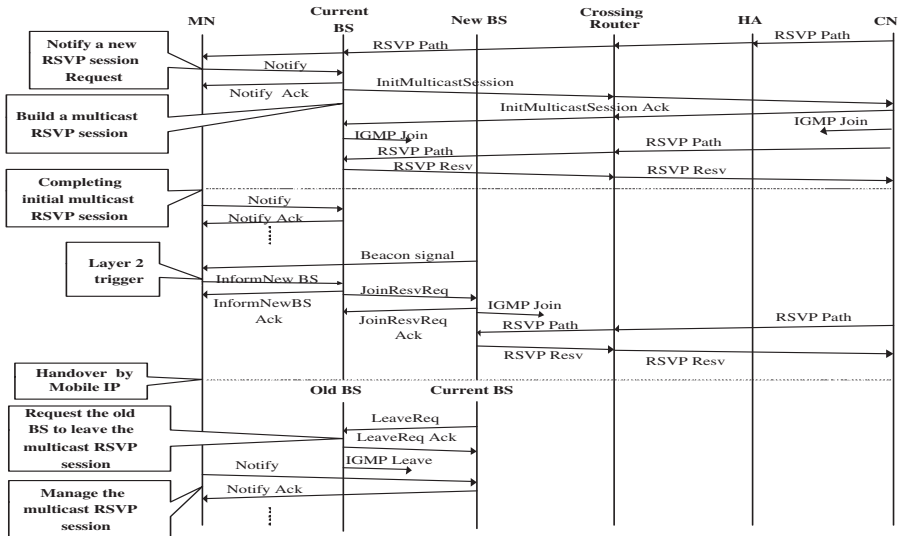 MN
Current
BS
New BS
Crossing
Router
HA
CN
Notify a new
RSVP session
Request
RSVP Path
RSVP Path
Notify
Notify Ack
InitMulticastSession
Build a multicast
RSVP session
InitMulticastSession Ack
IGMP Join
IGMP Join
RSVP Path
RSVP Path
RSVP Resv
RSVP Resv
Completing
initial multicast
RSVP session
Notify
Notify Ack
Layer 2
trigger
Beacon signal
InformNew BS
InformNewBS
Ack
JoinResvReq
JoinResvReq
Ack
IGMP Join
RSVP Path
RSVP Path
RSVP Resv
RSVP Resv
Handover by
Mobile IP
Old BS
Current BS
Request the old
BS to leave the
multicast RSVP
session
LeaveReq
LeaveReq Ack
IGMP Leave
Notify
Notify Ack
Manage the
multicast RSVP
session